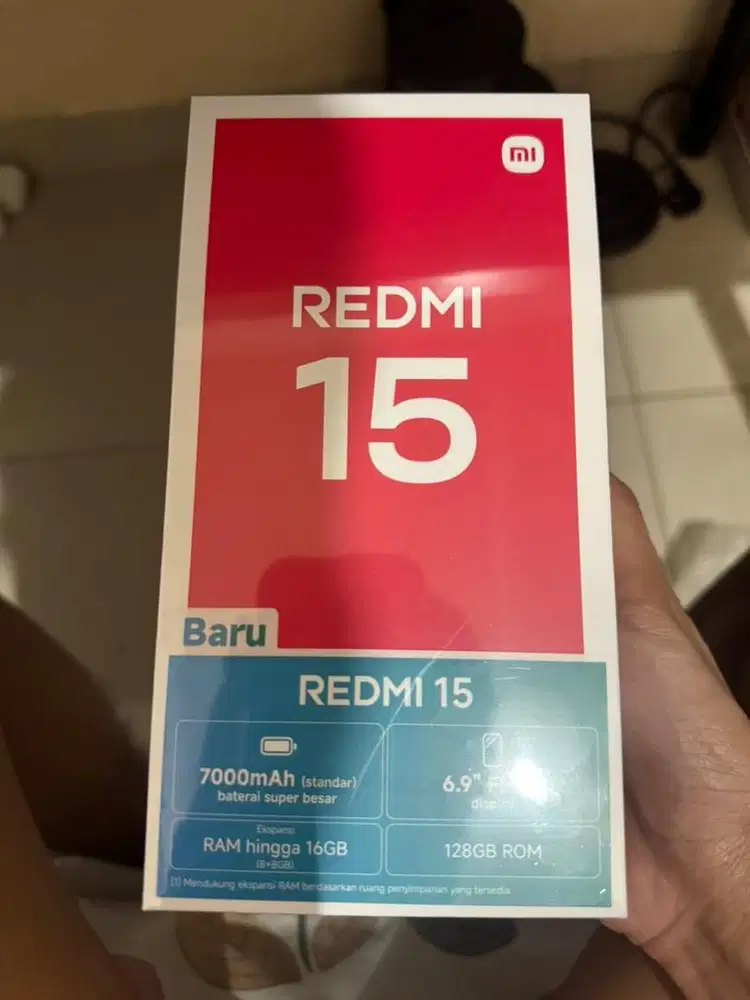 mi
REDMI
15
Baru
REDMI 15
7000mAh (standar)
baterai super besar
6.9"
Ekspansi
RAM hingga 16GB
(8+8GB)
128GB ROM
[1] Mendukung ekspansi RAM berdasarkan ruang penyimpanan yang tersedia